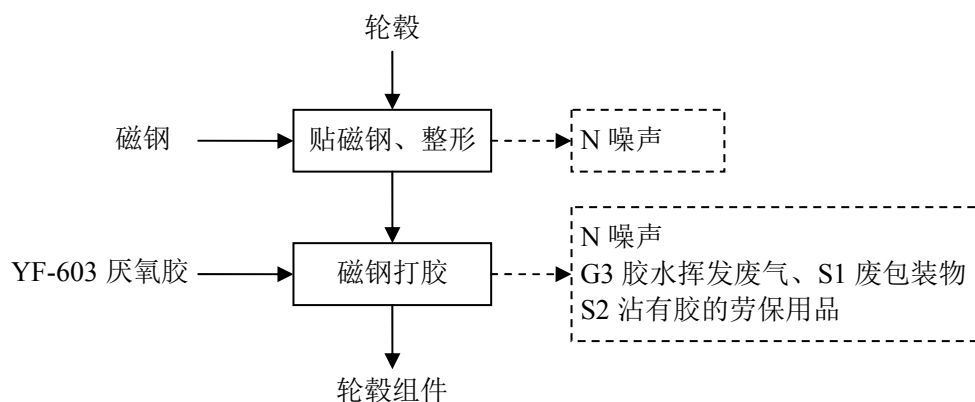 轮毂
磁钢
贴磁钢、整形
N 噪声
YF-603 厌氧胶
磁钢打胶
N 噪声
G3 胶水挥发废气、S1 废包装物
S2 沾有胶的劳保用品
轮毂组件